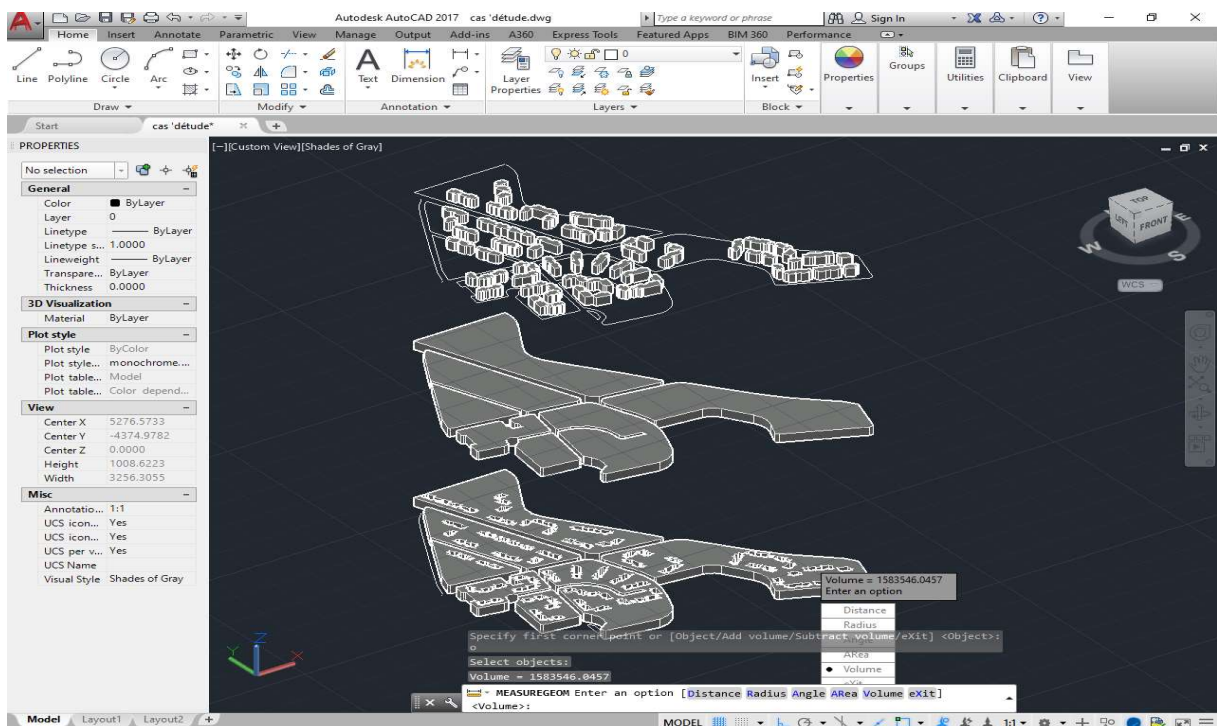 Autodesk AutoCAD 2017 cas 'détude.dwg Type a keyword or phrase Sign In
Home Insert Annotate Parametric View Manage Output Add-ins A360 Express Tools Featured Apps BIM 360 Performance
Line Polyline Circle Arc Text Dimension Layer Properties 0 Insert Properties Groups Utilities Clipboard View
Draw Modify Annotation Layers Block
Start cas 'détude*
PROPERTIES
[−][Custom View][Shades of Gray]
No selection
General
Color ByLayer
Layer 0
Linetype ByLayer
Linetype s... 1.0000
Lineweight ByLayer
Transpare... ByLayer
Thickness 0.0000
3D Visualization
Material ByLayer
Plot style
Plot style ByColor
Plot style... monochrome....
Plot table... Model
Plot table... Color depend...
View
Center X 5276.5733
Center Y -4374.9782
Center Z 0.0000
Height 1008.6223
Width 3256.3055
Misc
Annotatio... 1:1
UCS icon... Yes
UCS icon... Yes
UCS per v... Yes
UCS Name
Visual Style Shades of Gray
TOP
LEFT FRONT
W S E
WCS
Volume = 1583546.0457
Enter an option
Distance
Radius
Angle
ARea
Volume
eXit
Specify first corner point or [Object/Add volume/Subtract volume/eXit] <Object>:
o
Select objects:
Volume = 1583546.0457
MEASUREGEOM Enter an option [Distance Radius Angle ARea Volume eXit]
<Volume>:
Z
Y X
Model Layout1 Layout2 +
MODEL 1:1